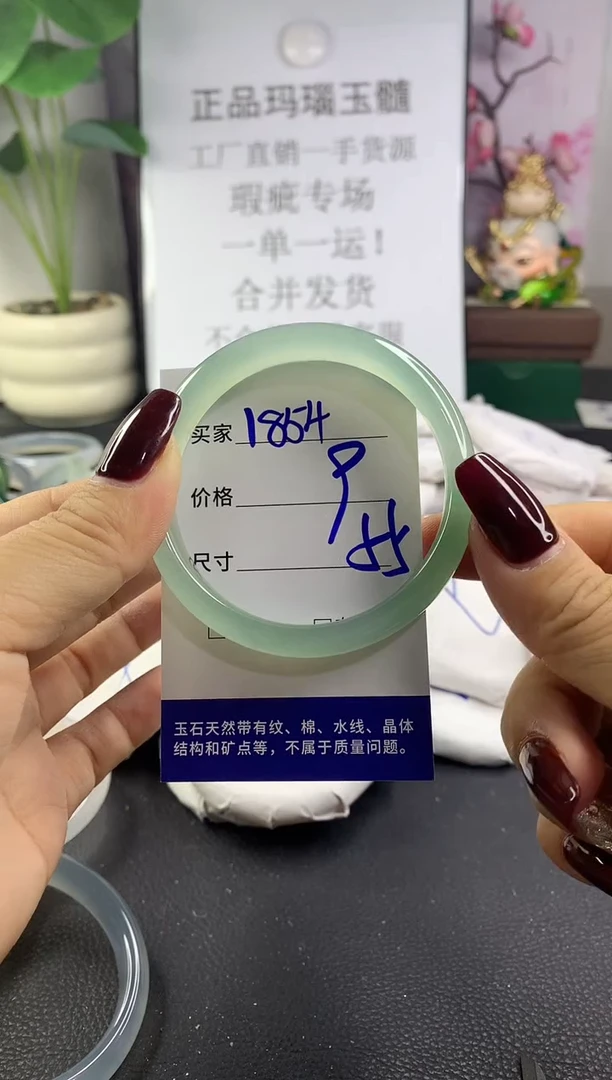 正品玛瑙玉髓
工厂直销一手货源
瑕疵专场
一单一运！
合并发货
买家 1854
价格
尺寸
玉石天然带有纹、棉、水线、晶体
结构和矿点等，不属于质量问题。